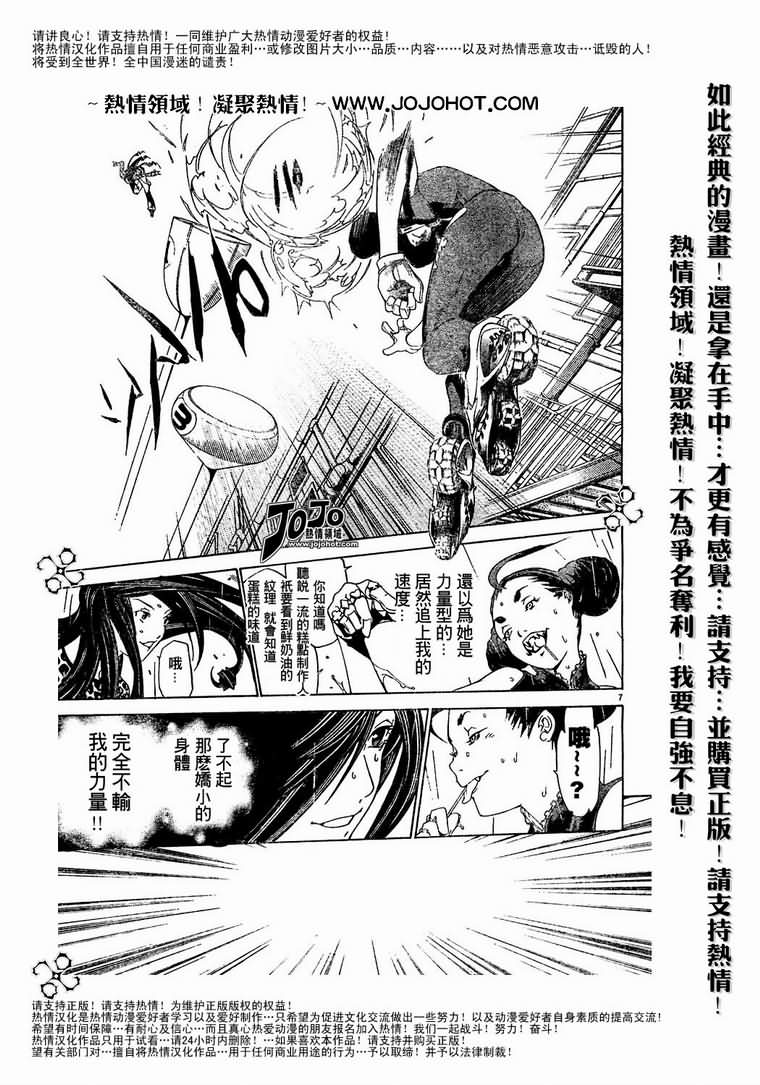 请讲良心！请支持热情！一同维护广大热情动漫爱好者的权益！
将热情汉化作品擅自用于任何商业盈利…或修改图片大小…品质…内容……以及对热情恶意攻击…诋毁的人！
将受到全世界！全中国漫迷的谴责！
~熱情領域！凝聚熱情！~WWW.JOJOHOT.COM
如此經典的漫畫！還是拿在手中…才更有感覺…請支持…並購買正版！請支持熱情！
熱情領域！凝聚熱情！不為爭名奪利！我要自強不息！
3
JOJO
熱情領域
www.jojohot.com
還以爲她是
力量型的…
居然追上我的
速度…
你知道嗎
聽說一流的糕點制作人
衹要看到鮮奶油的
紋理 就會知道
蛋糕的味道
哦…
7
哦~~？
了不起
那麼嬌小的
身體
完全不輸
我的力量!!
请支持正版！请支持热情！为维护正版版权的权益！
热情汉化是热情动漫爱好者学习以及爱好制作…只希望为促进文化交流做出一些努力！以及动漫爱好者自身素质的提高交流！
希望有时间保障…有耐心及信心…而且真心热爱动漫的朋友报名加入热情！我们一起战斗！努力！奋斗！
热情汉化作品只用于试看…请24小时内删除！…如果喜欢本作品！请支持并购买正版！
望有关部门对…擅自将热情汉化作品…用于任何商业用途的行为…予以取缔！并予以法律制裁！